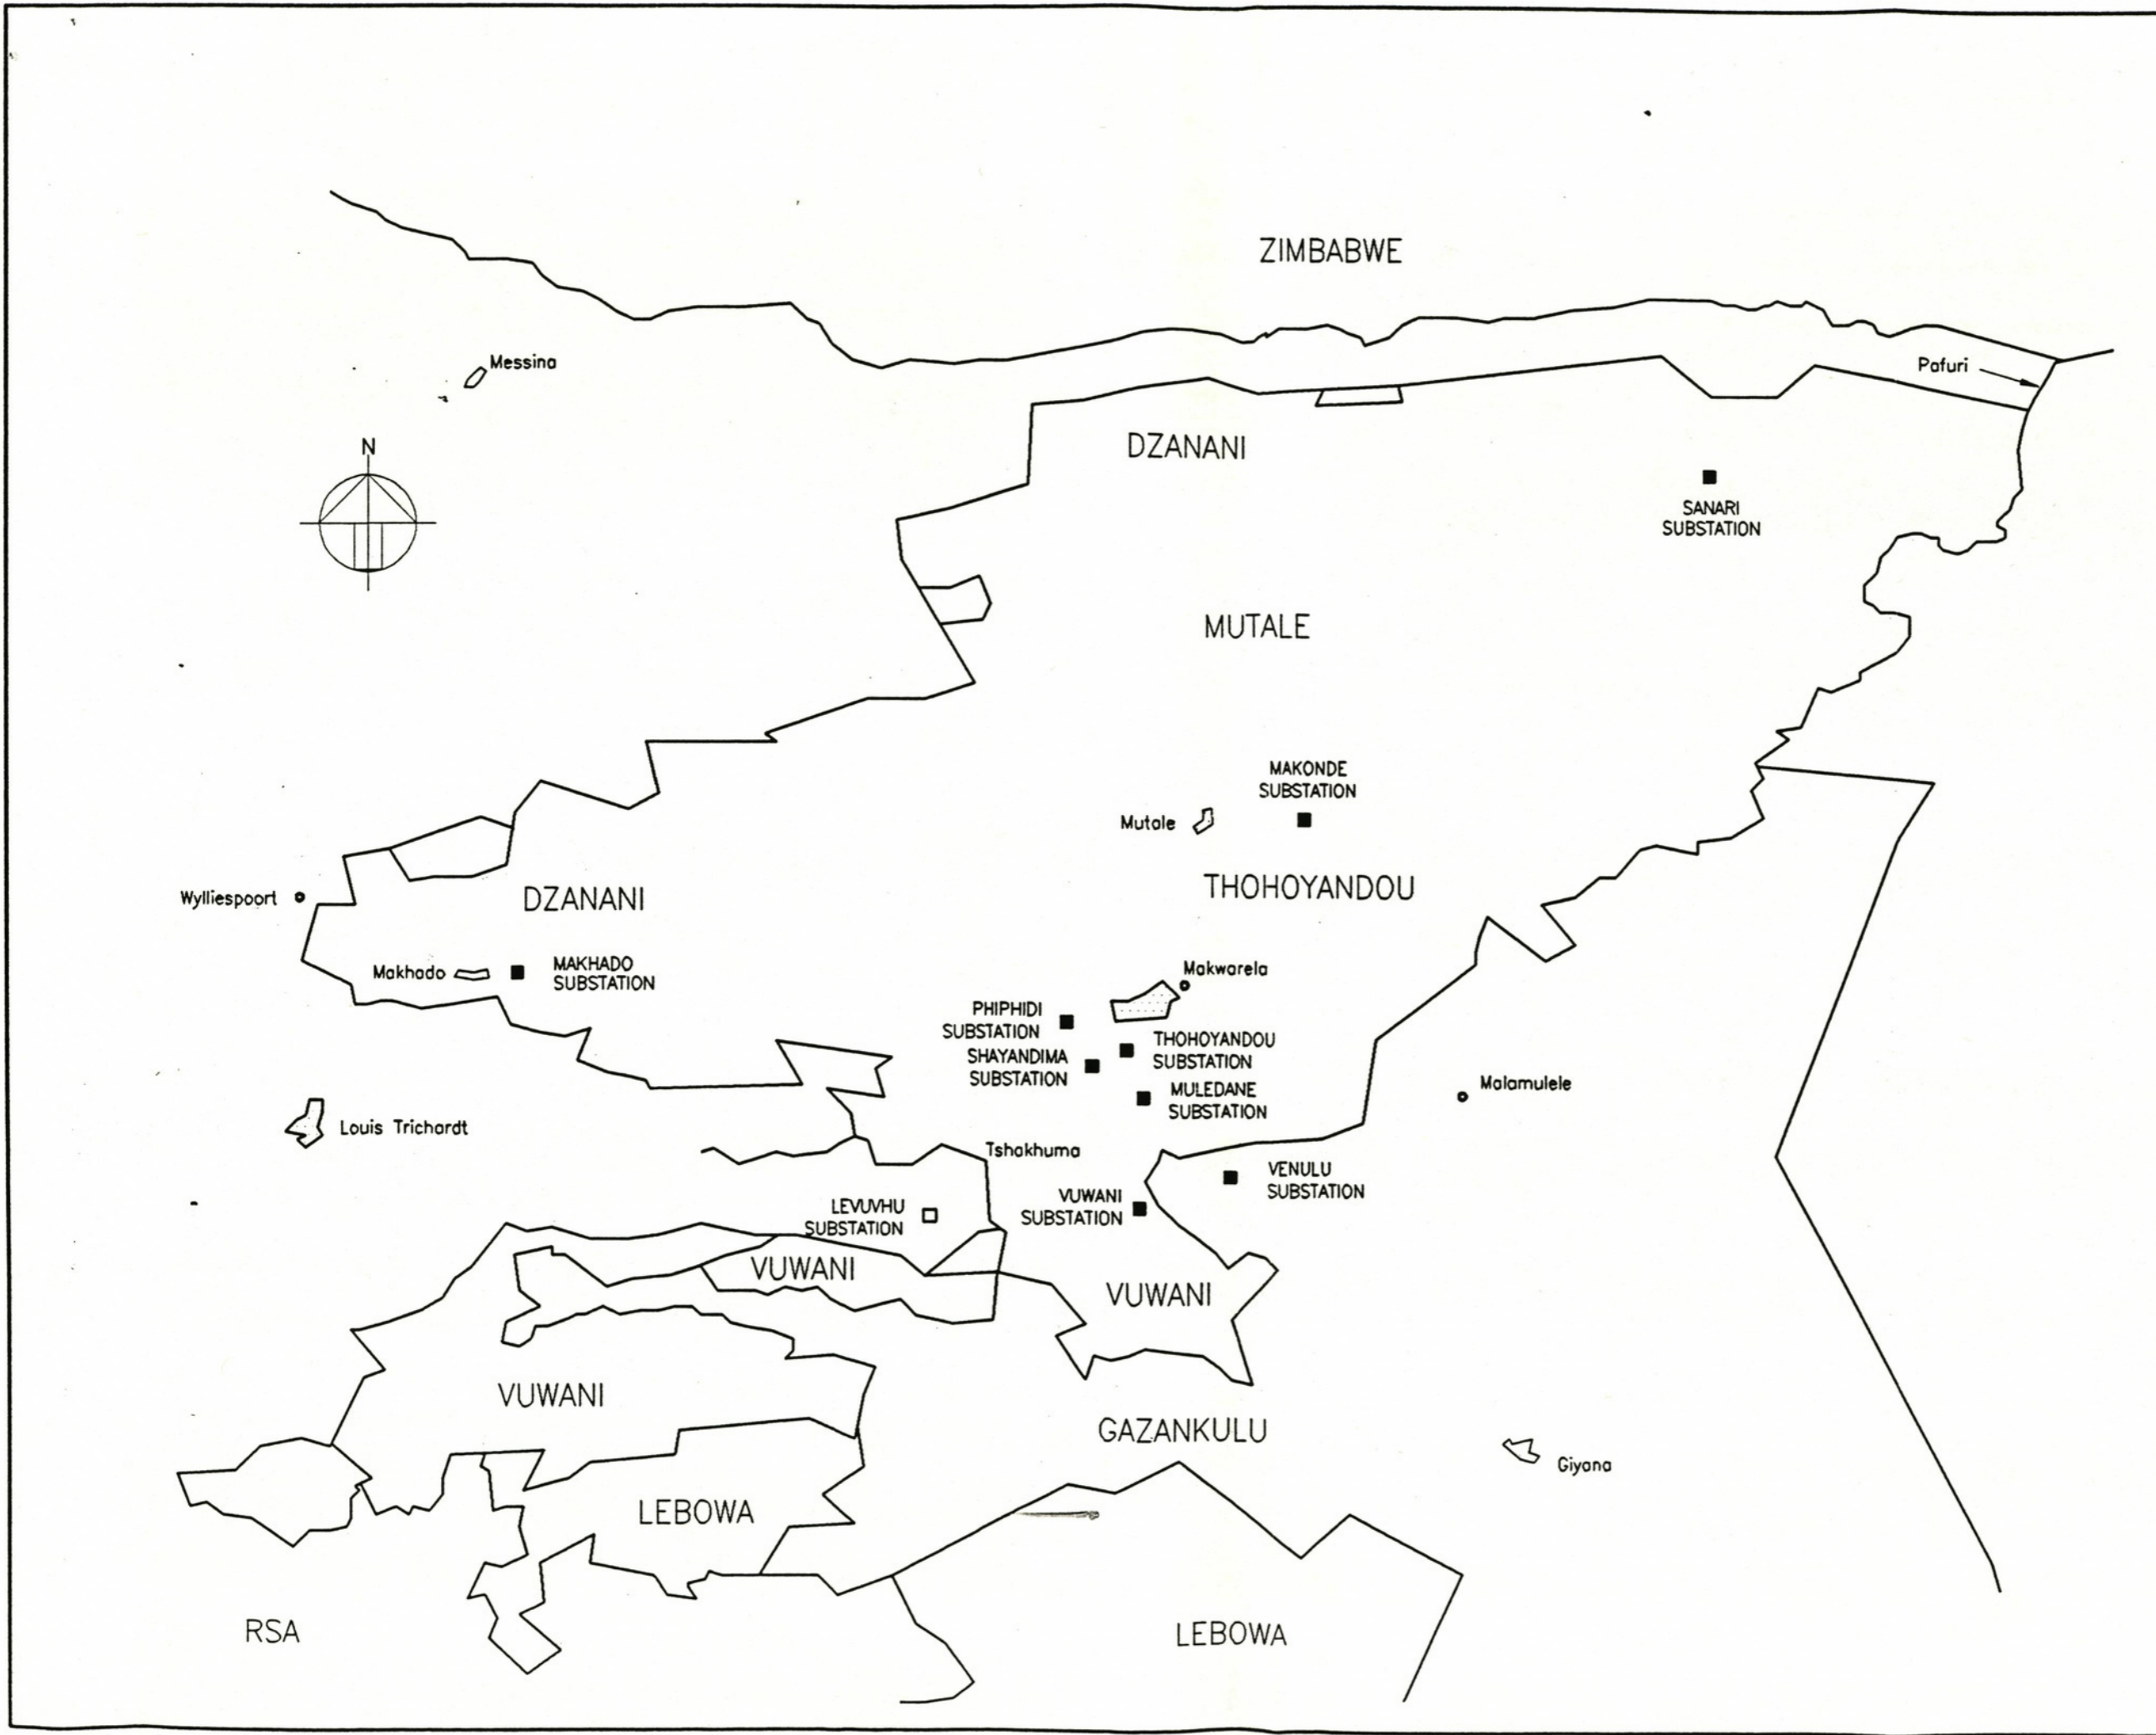 ZIMBABWE
Messina
Pafuri
N
DZANANI
SANARI
SUBSTATION
MUTALE
MAKONDE
SUBSTATION
Mutale
THOHOYANDOU
Wylliespoort
DZANANI
Makhado
MAKHADO
SUBSTATION
Makwarela
PHIPHIDI
SUBSTATION
THOHOYANDOU
SUBSTATION
SHAYANDIMA
SUBSTATION
MULEDANE
SUBSTATION
Malamulele
Louis Trichardt
Tshakhuma
VENULU
SUBSTATION
VUWANI
SUBSTATION
LEVUVHU
SUBSTATION
VUWANI
VUWANI
VUWANI
GAZANKULU
Giyana
LEBOWA
RSA
LEBOWA